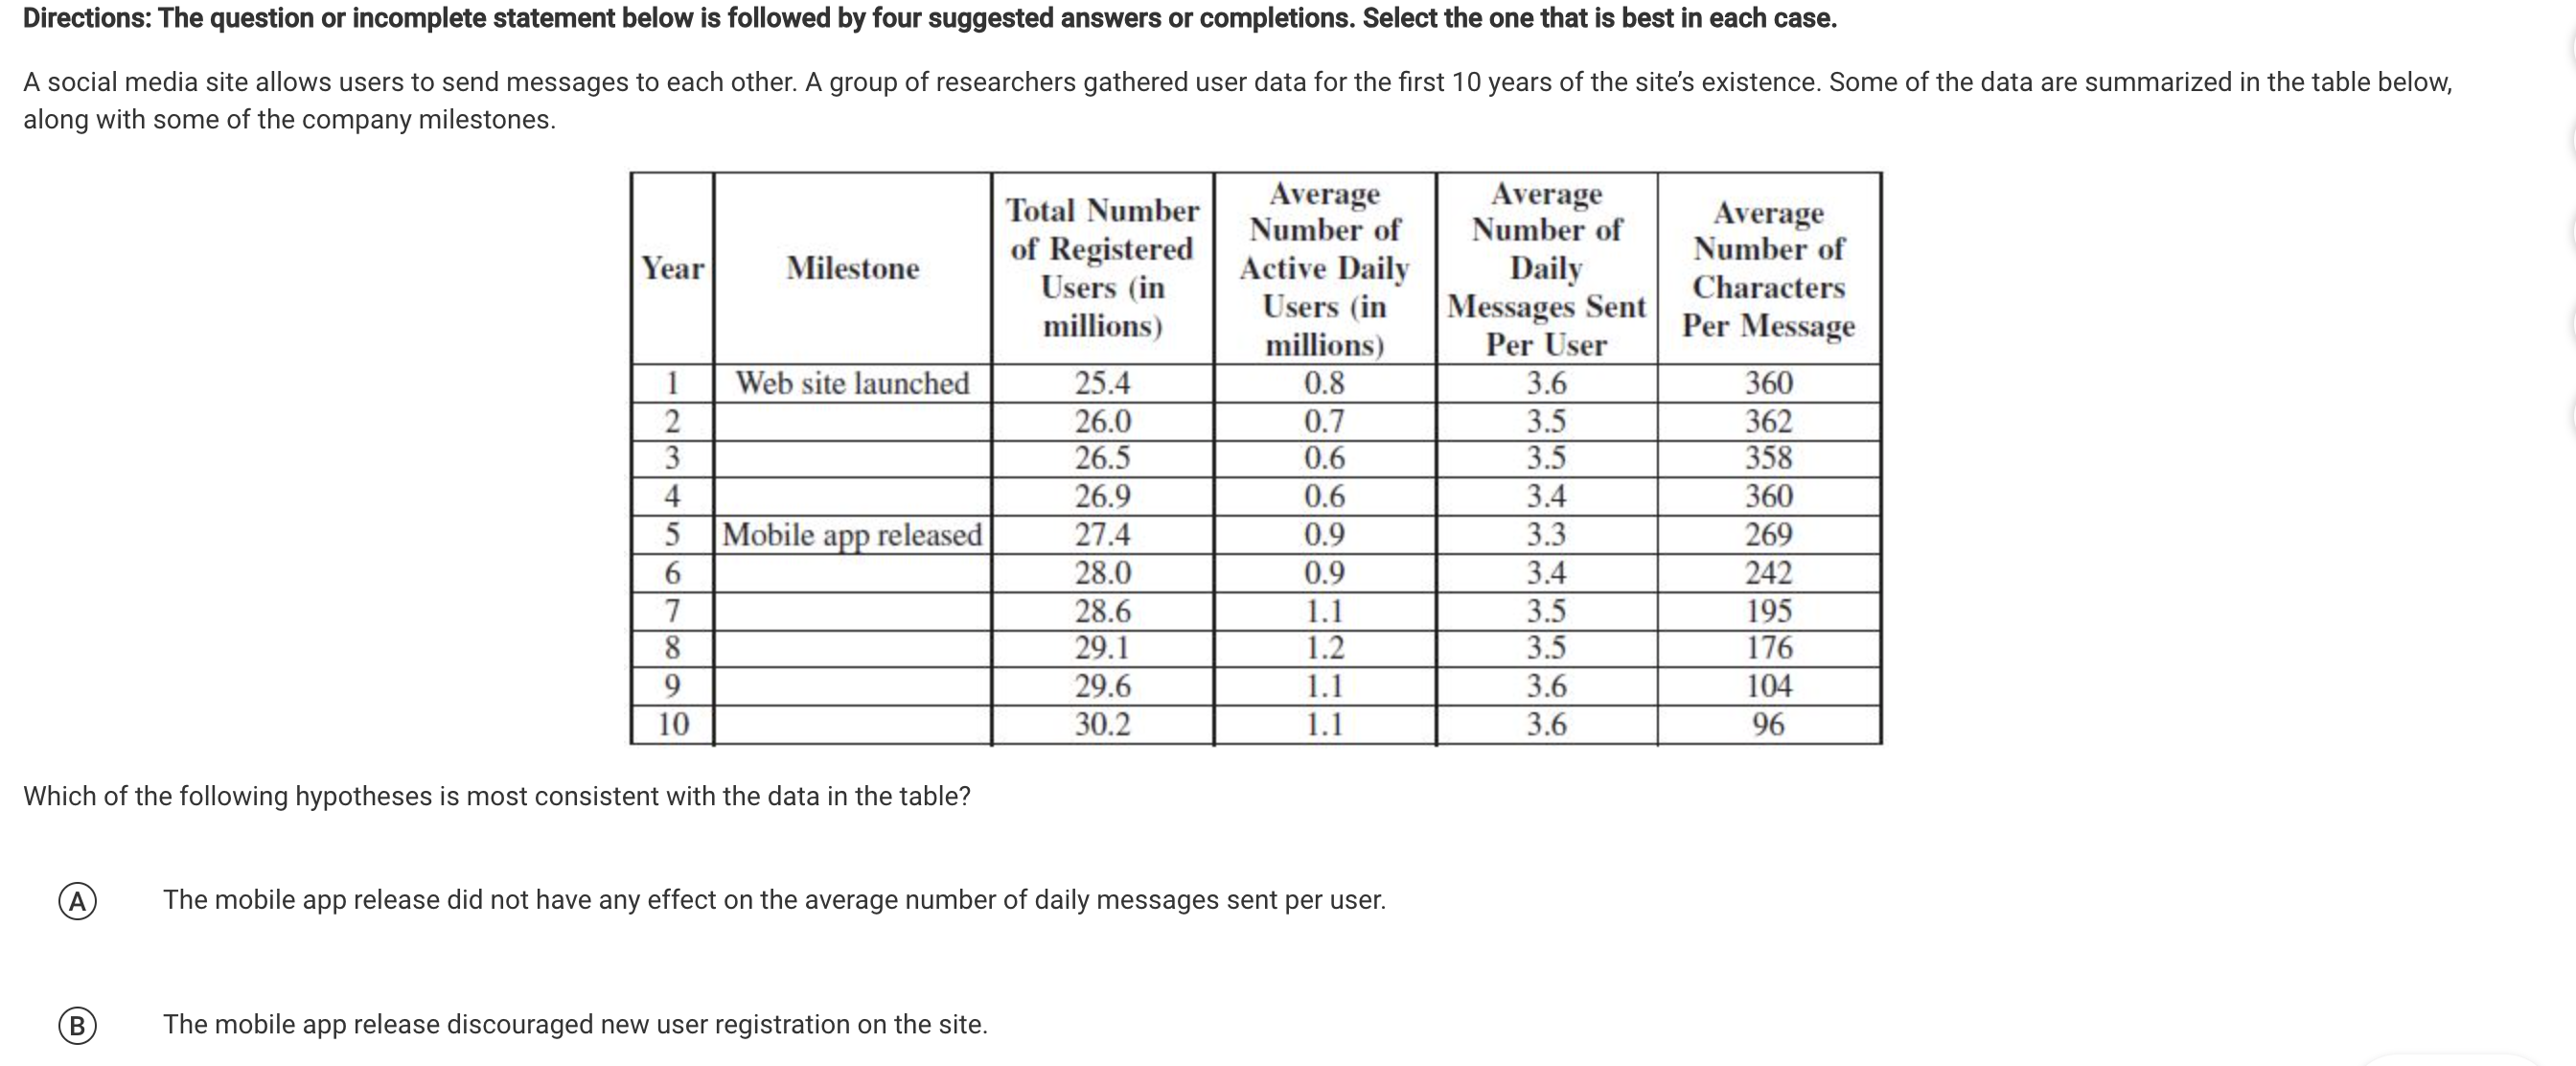 Directions: The question or incomplete statement below is followed by four suggested answers or completions. Select the one that is best in each case.
A social media site allows users to send messages to each other. A group of researchers gathered user data for the first 10 years of the site's existence. Some of the data are summarized in the table below,
along with some of the company milestones.
Year Milestone Total Number of Registered Users (in millions) Average Number of Active Daily Users (in millions) Average Number of Daily Messages Sent Per User Average Number of Characters Per Message
1 Web site launched 25.4 0.8 3.6 360
2 26.0 0.7 3.5 362
3 26.5 0.6 3.5 358
4 26.9 0.6 3.4 360
5 Mobile app released 27.4 0.9 3.3 269
6 28.0 0.9 3.4 242
7 28.6 1.1 3.5 195
8 29.1 1.2 3.5 176
9 29.6 1.1 3.6 104
10 30.2 1.1 3.6 96
Which of the following hypotheses is most consistent with the data in the table?
A The mobile app release did not have any effect on the average number of daily messages sent per user.
B The mobile app release discouraged new user registration on the site.